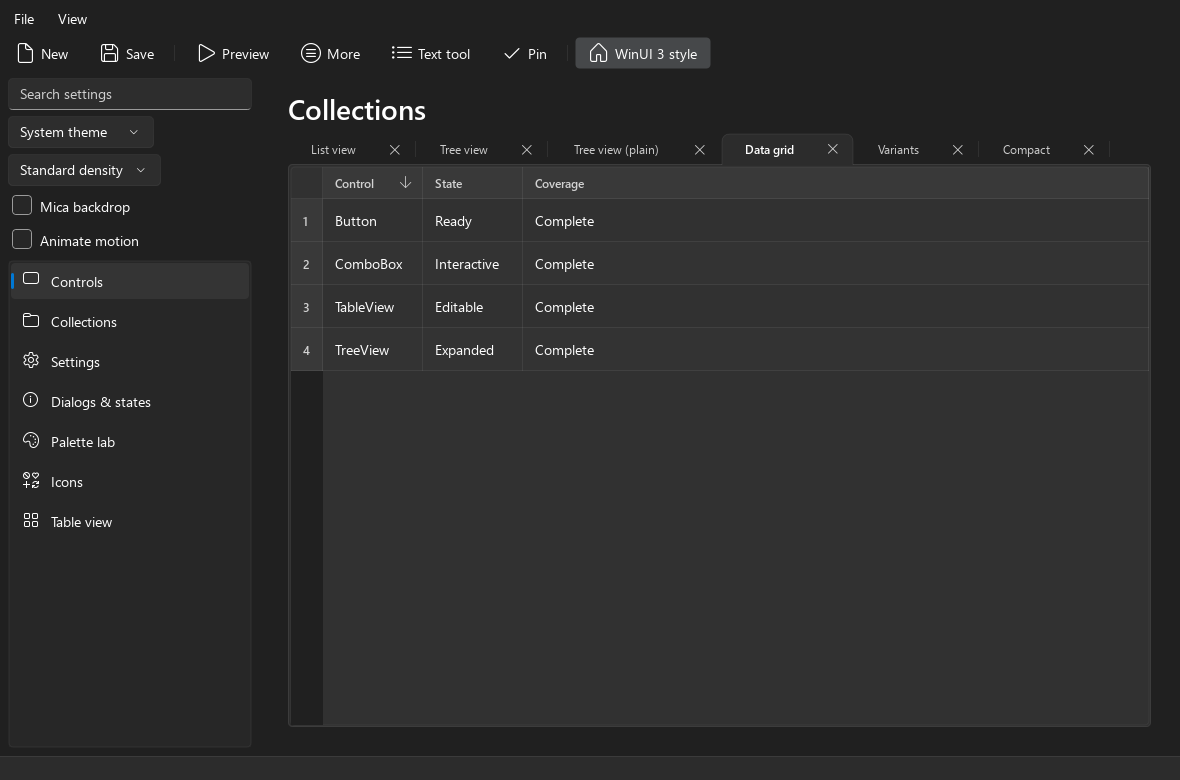 File View
New Save Preview More Text tool Pin WinUI 3 style
Search settings
System theme
Standard density
Mica backdrop
Animate motion
Controls
Collections
Settings
Dialogs & states
Palette lab
Icons
Table view
Collections
List view Tree view Tree view (plain) Data grid Variants Compact
Control State Coverage
1 Button Ready Complete
2 ComboBox Interactive Complete
3 TableView Editable Complete
4 TreeView Expanded Complete